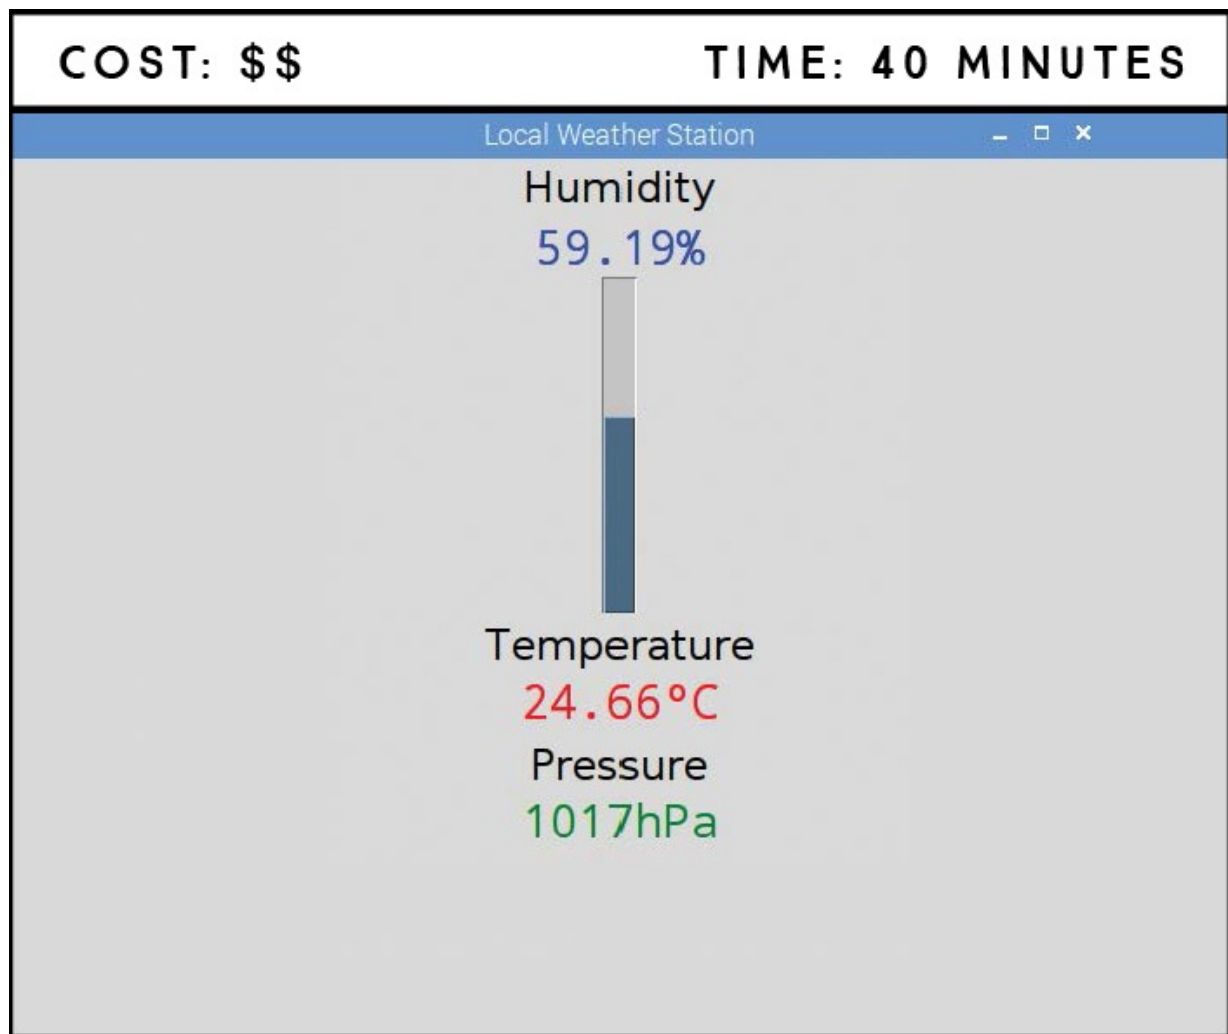 COST: $$ TIME: 40 MINUTES
Local Weather Station
Humidity
59.19%
Temperature
24.66°C
Pressure
1017hPa